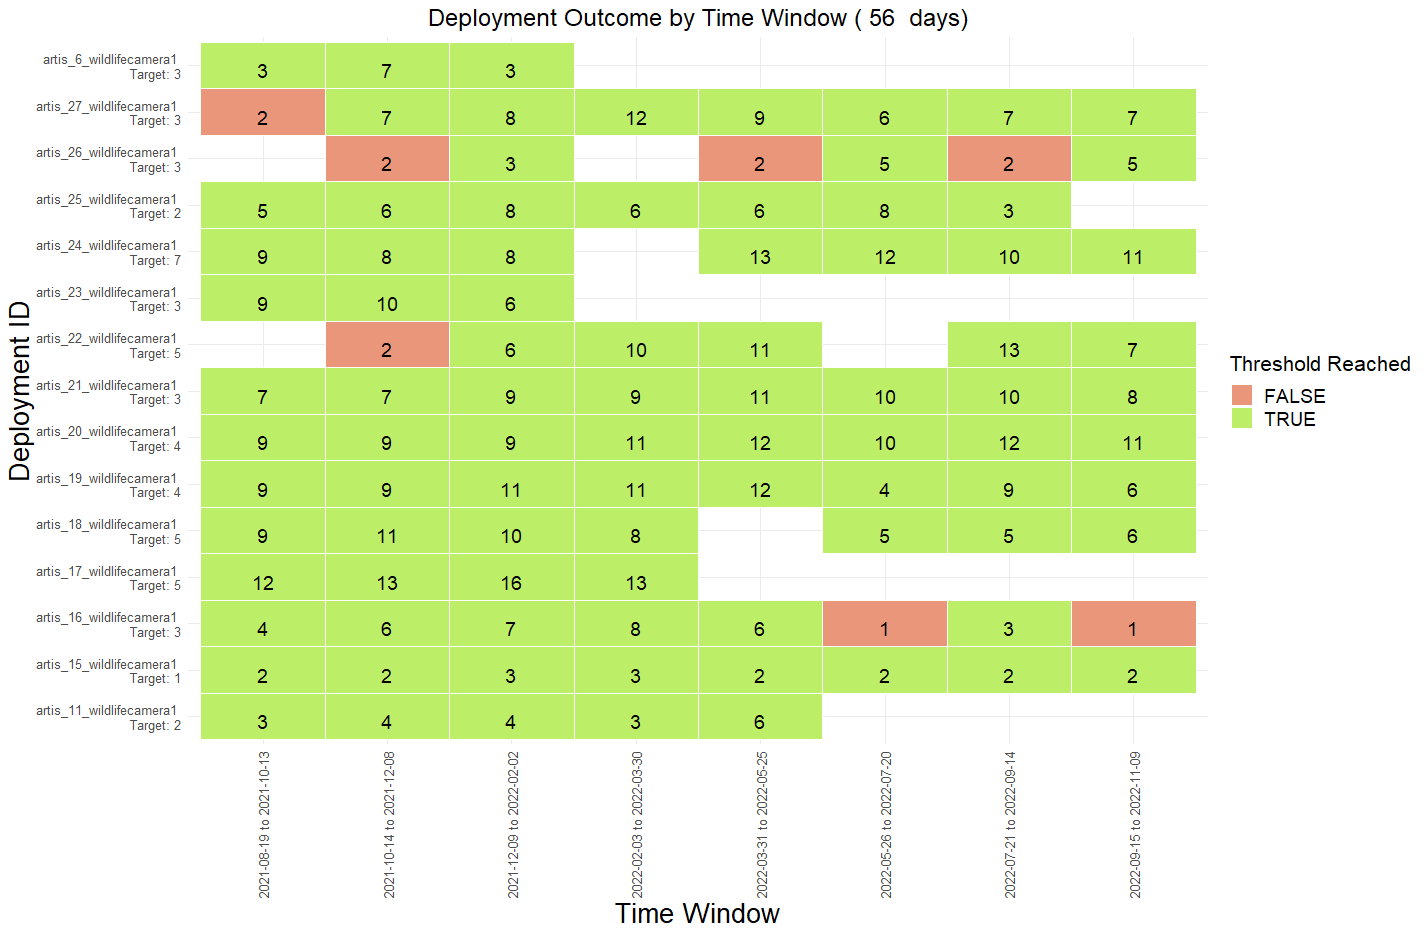 Deployment Outcome by Time Window ( 56  days)
Deployment ID
artis_6_wildlifecamera1
Target: 3
3 7 3
artis_27_wildlifecamera1
Target: 3
2 7 8 12 9 6 7 7
artis_26_wildlifecamera1
Target: 3
2 3 2 5 2 5
artis_25_wildlifecamera1
Target: 2
5 6 8 6 6 8 3
artis_24_wildlifecamera1
Target: 7
9 8 8 13 12 10 11
artis_23_wildlifecamera1
Target: 3
9 10 6
artis_22_wildlifecamera1
Target: 5
2 6 10 11 13 7
artis_21_wildlifecamera1
Target: 3
7 7 9 9 11 10 10 8
artis_20_wildlifecamera1
Target: 4
9 9 9 11 12 10 12 11
artis_19_wildlifecamera1
Target: 4
9 9 11 11 12 4 9 6
artis_18_wildlifecamera1
Target: 5
9 11 10 8 5 5 6
artis_17_wildlifecamera1
Target: 5
12 13 16 13
artis_16_wildlifecamera1
Target: 3
4 6 7 8 6 1 3 1
artis_15_wildlifecamera1
Target: 1
2 2 3 3 2 2 2 2
artis_11_wildlifecamera1
Target: 2
3 4 4 3 6
2021-08-19 to 2021-10-13
2021-10-14 to 2021-12-08
2021-12-09 to 2022-02-02
2022-02-03 to 2022-03-30
2022-03-31 to 2022-05-25
2022-05-26 to 2022-07-20
2022-07-21 to 2022-09-14
2022-09-15 to 2022-11-09
Time Window
Threshold Reached
FALSE
TRUE